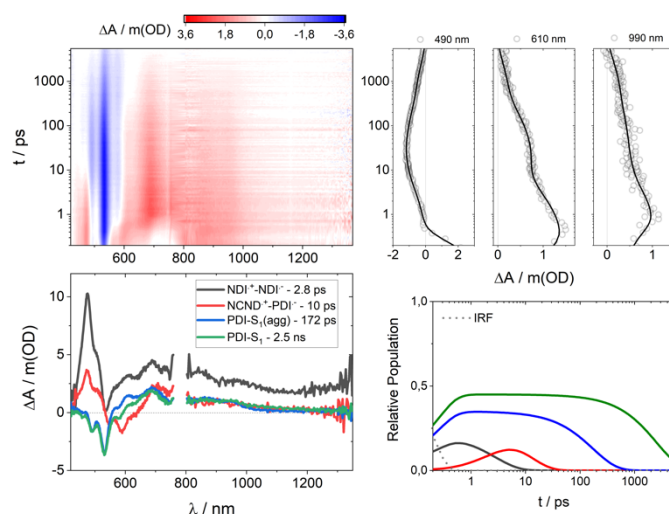 ΔA / m(OD)
3,6 1,8 0,0 -1,8 -3,6
t / ps
1000
100
10
1
600 800 1000 1200
490 nm 610 nm 990 nm
-2 0 2 0 1 0 1
ΔA / m(OD)
ΔA / m(OD)
10
5
0
-5
NDI·⁺-NDI·⁻ - 2.8 ps
NCND·⁺-PDI·⁻ - 10 ps
PDI-S₁(agg) - 172 ps
PDI-S₁ - 2.5 ns
600 800 1000 1200
λ / nm
Relative Population
1,0
0,5
0,0
IRF
1 10 100 1000
t / ps